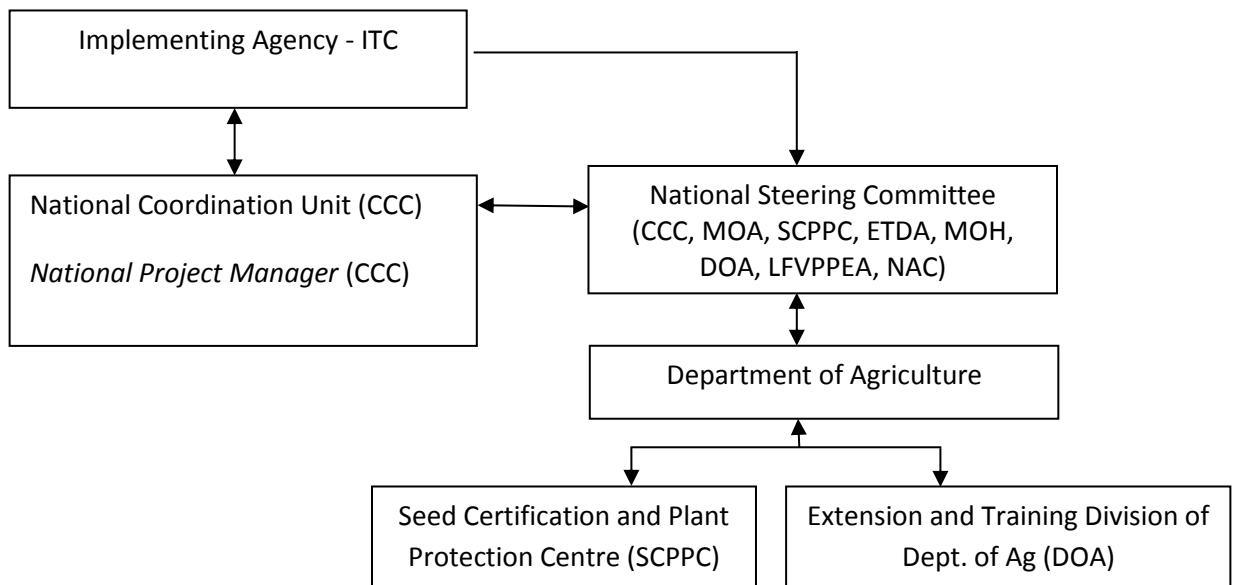 Implementing Agency - ITC
National Coordination Unit (CCC)
National Project Manager (CCC)
National Steering Committee
(CCC, MOA, SCPPC, ETDA, MOH,
DOA, LFVPPEA, NAC)
Department of Agriculture
Seed Certification and Plant
Protection Centre (SCPPC)
Extension and Training Division of
Dept. of Ag (DOA)